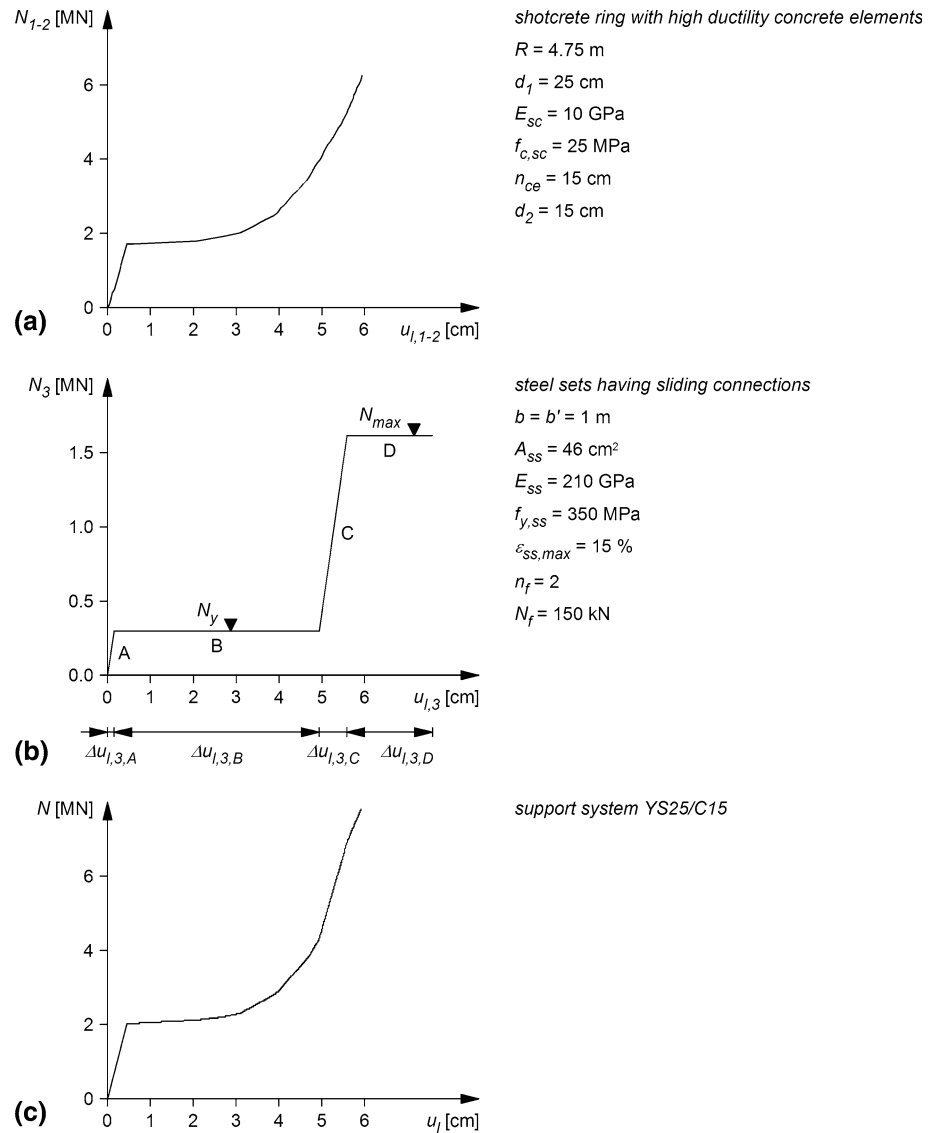 N1-2 [MN]
6
4
2
0
0 1 2 3 4 5 6
ul,1-2 [cm]
(a)
shotcrete ring with high ductility concrete elements
R = 4.75 m
d1 = 25 cm
Esc = 10 GPa
fc,sc = 25 MPa
nce = 15 cm
d2 = 15 cm
N3 [MN]
1.5
1.0
0.5
0.0
Nmax
D
C
Ny
B
A
0 1 2 3 4 5 6
ul,3 [cm]
(b)
Δul,3,A Δul,3,B Δul,3,C Δul,3,D
steel sets having sliding connections
b = b' = 1 m
Ass = 46 cm²
Ess = 210 GPa
fy,ss = 350 MPa
εss,max = 15 %
nf = 2
Nf = 150 kN
N [MN]
6
4
2
0
0 1 2 3 4 5 6
ul [cm]
(c)
support system YS25/C15